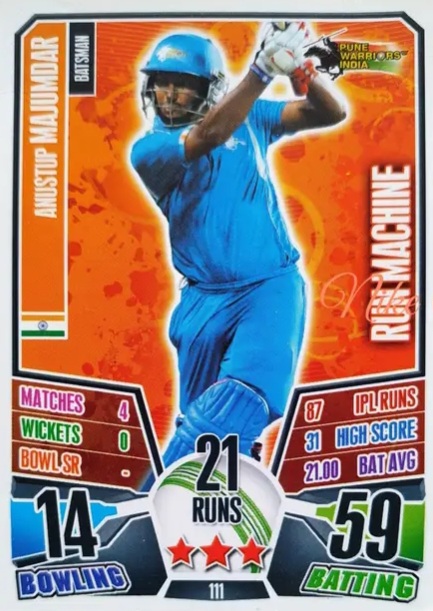 ANUSTUP MAJUMDAR
BATSMAN
PUNE
WARRIORS
INDIA
RUN MACHINE
Nike
MATCHES 4
WICKETS 0
BOWL SR -
87 IPL RUNS
31 HIGH SCORE
21.00 BAT AVG
21
RUNS
14
BOWLING
59
BATTING
111